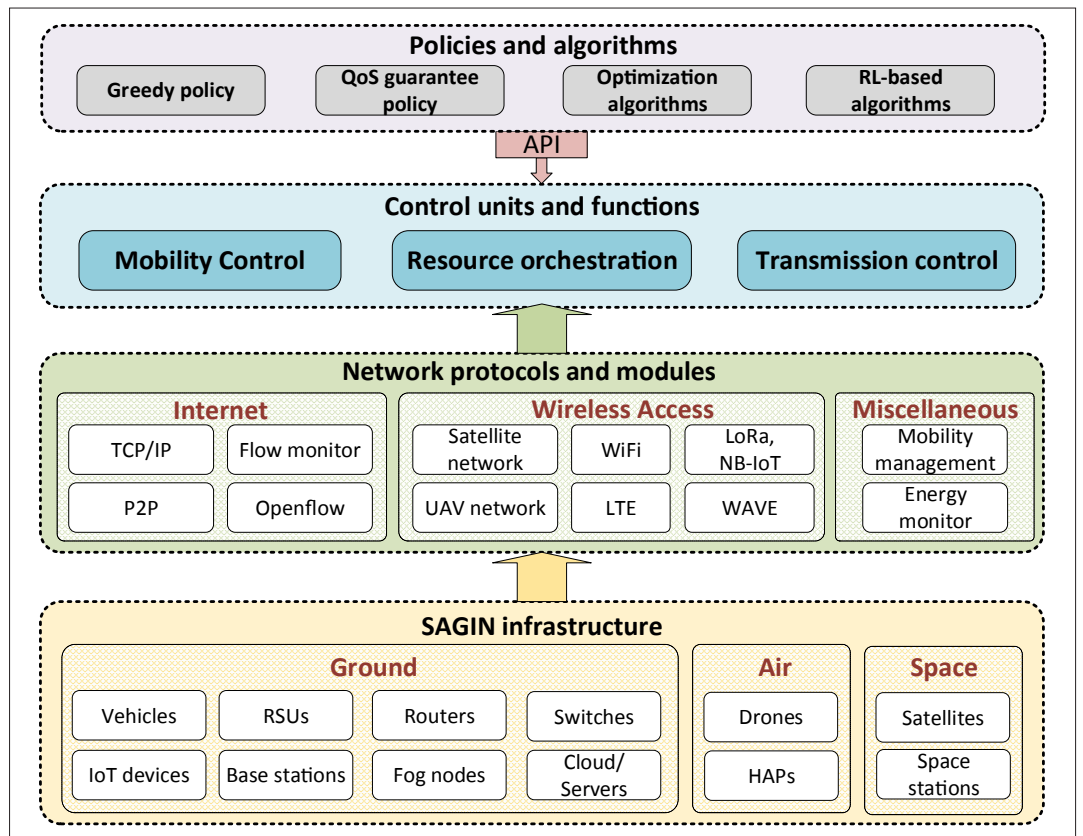 Policies and algorithms
Greedy policy
QoS guarantee
policy
Optimization
algorithms
RL-based
algorithms
API
Control units and functions
Mobility Control
Resource orchestration
Transmission control
Network protocols and modules
Internet
TCP/IP
Flow monitor
P2P
Openflow
Wireless Access
Satellite
network
WiFi
LoRa,
NB-IoT
UAV network
LTE
WAVE
Miscellaneous
Mobility
management
Energy
monitor
SAGIN infrastructure
Ground
Vehicles
RSUs
Routers
Switches
IoT devices
Base stations
Fog nodes
Cloud/
Servers
Air
Drones
HAPs
Space
Satellites
Space
stations